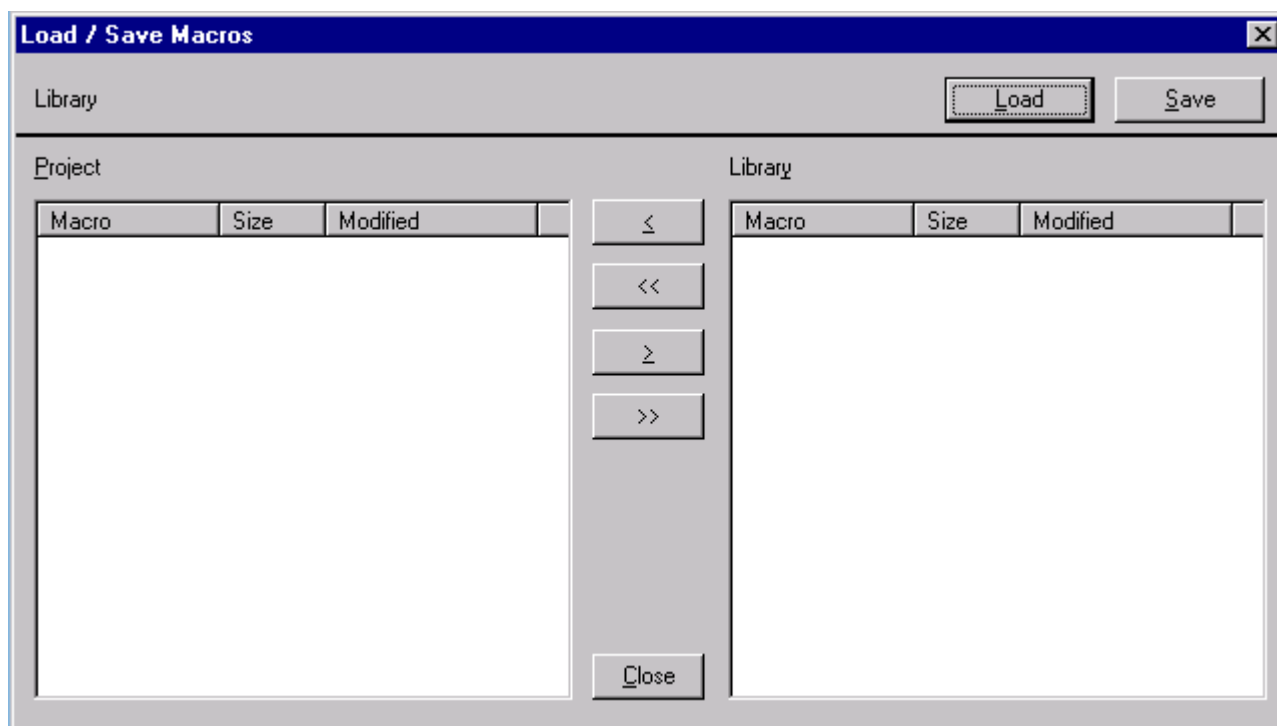 Load / Save Macros
Library Load Save
Project Library
Macro Size Modified < Macro Size Modified
<<
>
>>
Close